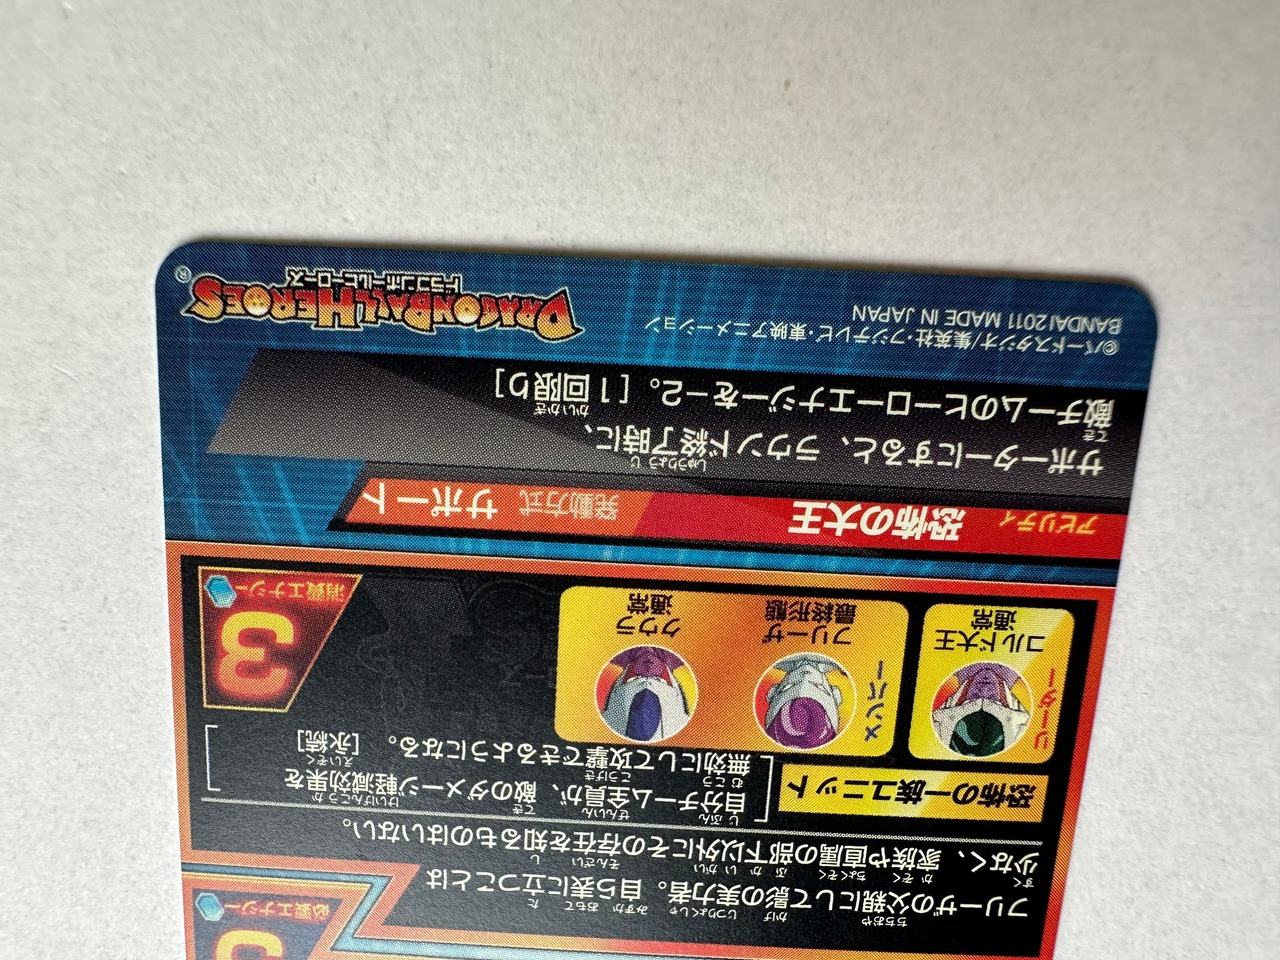 必要エナジー
フリーザの父親にして影の実力者。自ら表に立つことは
少なく、家族や直属の部下以外にその存在を知るものはいない。
恐怖の一族ユニット
自分チーム全員が、敵のダメージ軽減効果を
無効にして攻撃できるようになる。 [永続]
リーダー
コルド大王
通常
メンバー
フリーザ
最終形態
クウラ
通常
3
消費エナジー
アビリティ 恐怖の大王 発動方式 サポート
サポーターにすると、ラウンド終了時に、
敵チームのヒーローエナジーを-2。[1回限り]
©バードスタジオ/集英社・フジテレビ・東映アニメーション
BANDAI2011 MADE IN JAPAN
DRAGONBALL HEROES®
ドラゴンボールヒーローズ